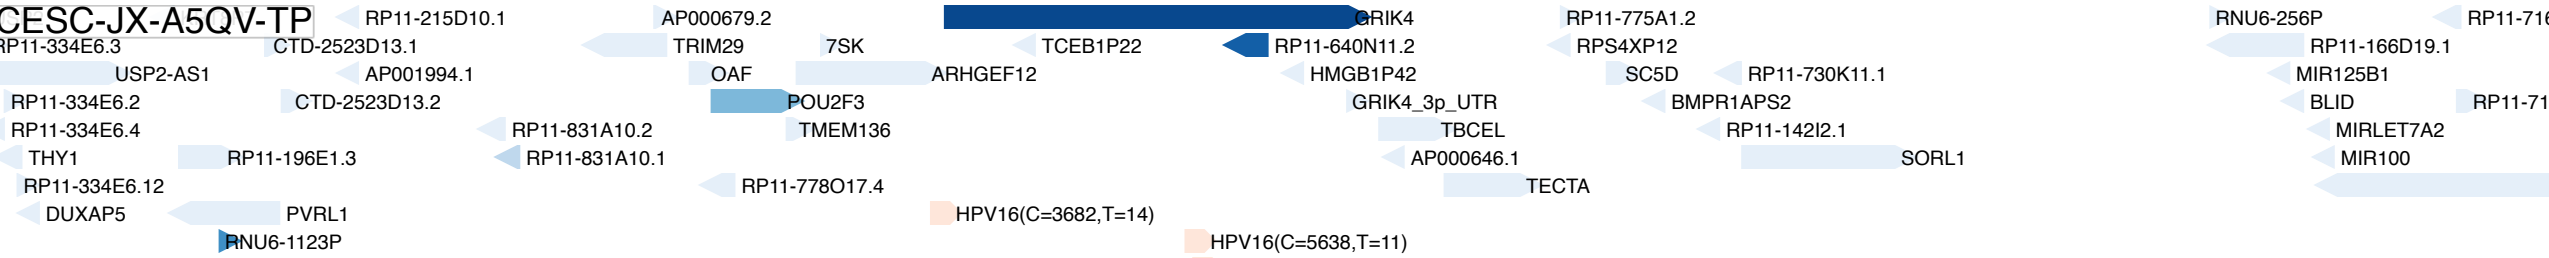 CESC-JX-A5QV-TP RP11-215D10.1 AP000679.2 GRIK4 RP11-775A1.2 RNU6-256P RP11-716
RP11-334E6.3 CTD-2523D13.1 TRIM29 7SK TCEB1P22 RP11-640N11.2 RPS4XP12 RP11-166D19.1
USP2-AS1 AP001994.1 OAF ARHGEF12 HMGB1P42 SC5D RP11-730K11.1 MIR125B1
RP11-334E6.2 CTD-2523D13.2 POU2F3 GRIK4_3p_UTR BMPR1APS2 BLID RP11-71
RP11-334E6.4 RP11-831A10.2 TMEM136 TBCEL RP11-142I2.1 MIRLET7A2
THY1 RP11-196E1.3 RP11-831A10.1 AP000646.1 SORL1 MIR100
RP11-334E6.12 RP11-778O17.4 TECTA
DUXAP5 PVRL1 HPV16(C=3682,T=14)
RNU6-1123P HPV16(C=5638,T=11)